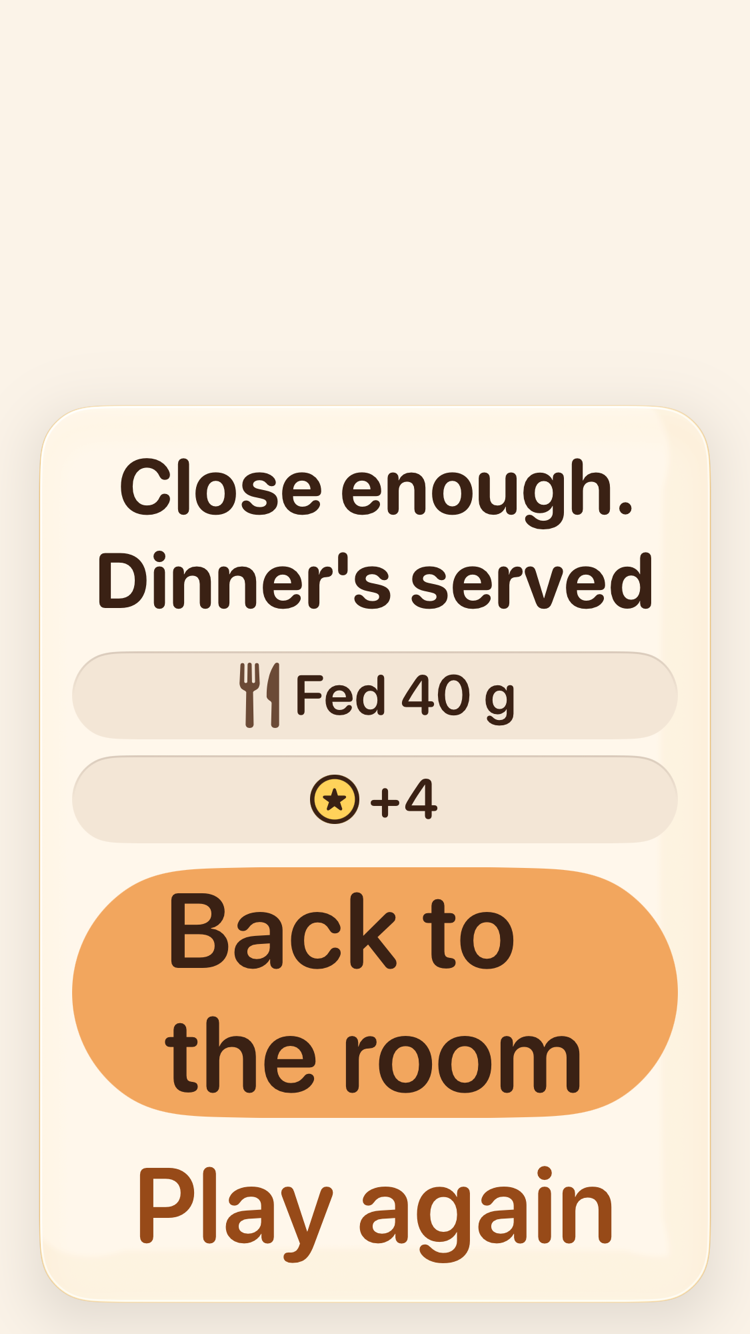 Close enough.
Dinner's served
Fed 40 g
+4
Back to
the room
Play again